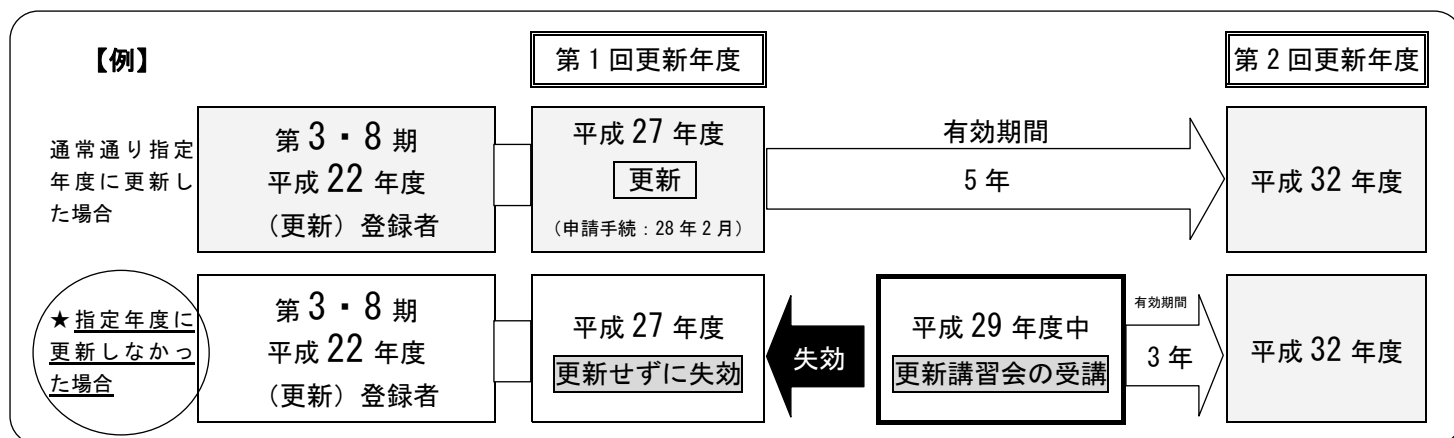 【例】
第1回更新年度
第2回更新年度
通常通り指定
年度に更新し
た場合
第3・8期
平成22年度
（更新）登録者
平成27年度
更新
（申請手続：28年2月）
有効期間
5年
平成32年度
★指定年度に
更新しなかっ
た場合
第3・8期
平成22年度
（更新）登録者
平成27年度
更新せずに失効
失効
平成29年度中
更新講習会の受講
有効期間
3年
平成32年度